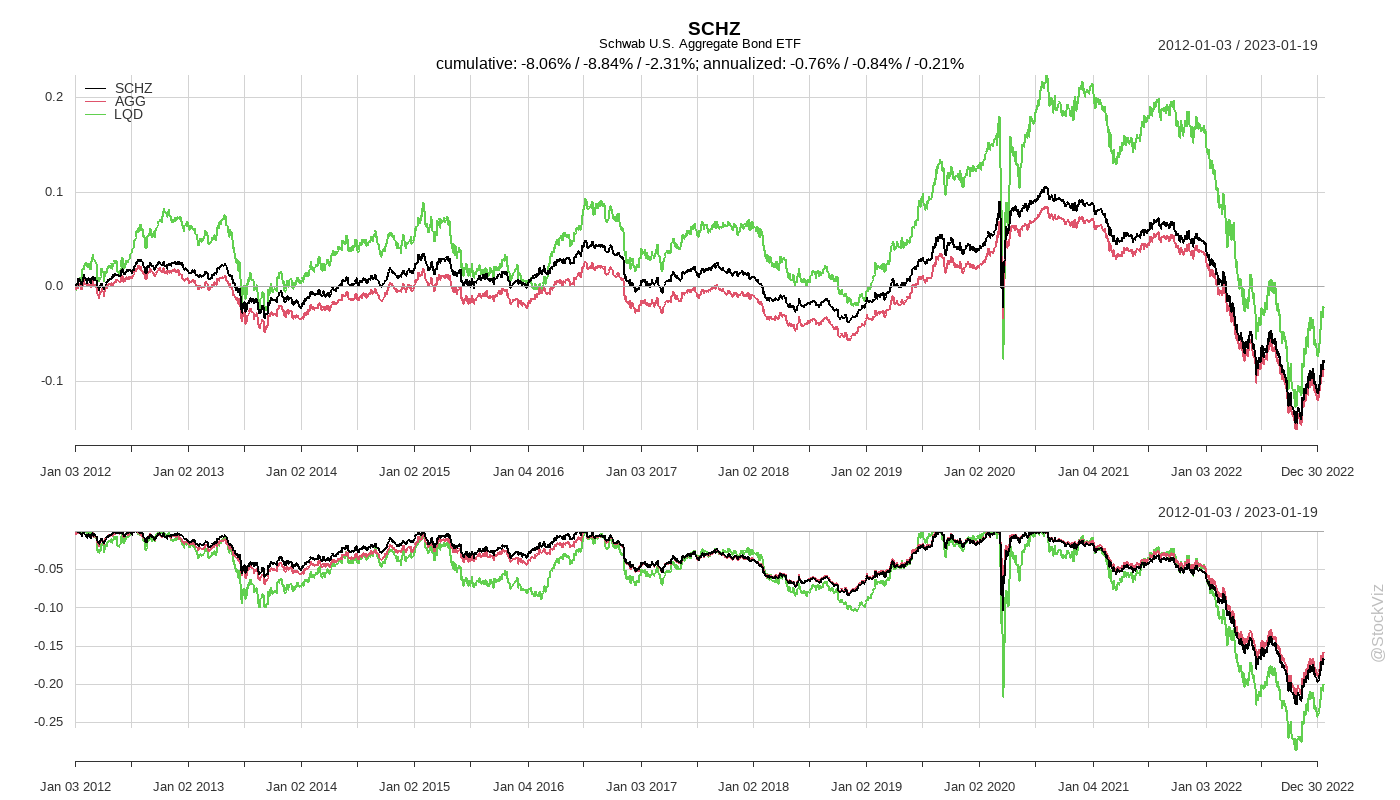 SCHZ
Schwab U.S. Aggregate Bond ETF
2012-01-03 / 2023-01-19
cumulative: -8.06% / -8.84% / -2.31%; annualized: -0.76% / -0.84% / -0.21%
SCHZ
AGG
LQD
0.2
0.1
0.0
-0.1
Jan 03 2012 Jan 02 2013 Jan 02 2014 Jan 02 2015 Jan 04 2016 Jan 03 2017 Jan 02 2018 Jan 02 2019 Jan 02 2020 Jan 04 2021 Jan 03 2022 Dec 30 2022
2012-01-03 / 2023-01-19
-0.05
-0.10
-0.15
-0.20
-0.25
Jan 03 2012 Jan 02 2013 Jan 02 2014 Jan 02 2015 Jan 04 2016 Jan 03 2017 Jan 02 2018 Jan 02 2019 Jan 02 2020 Jan 04 2021 Jan 03 2022 Dec 30 2022
@StockViz